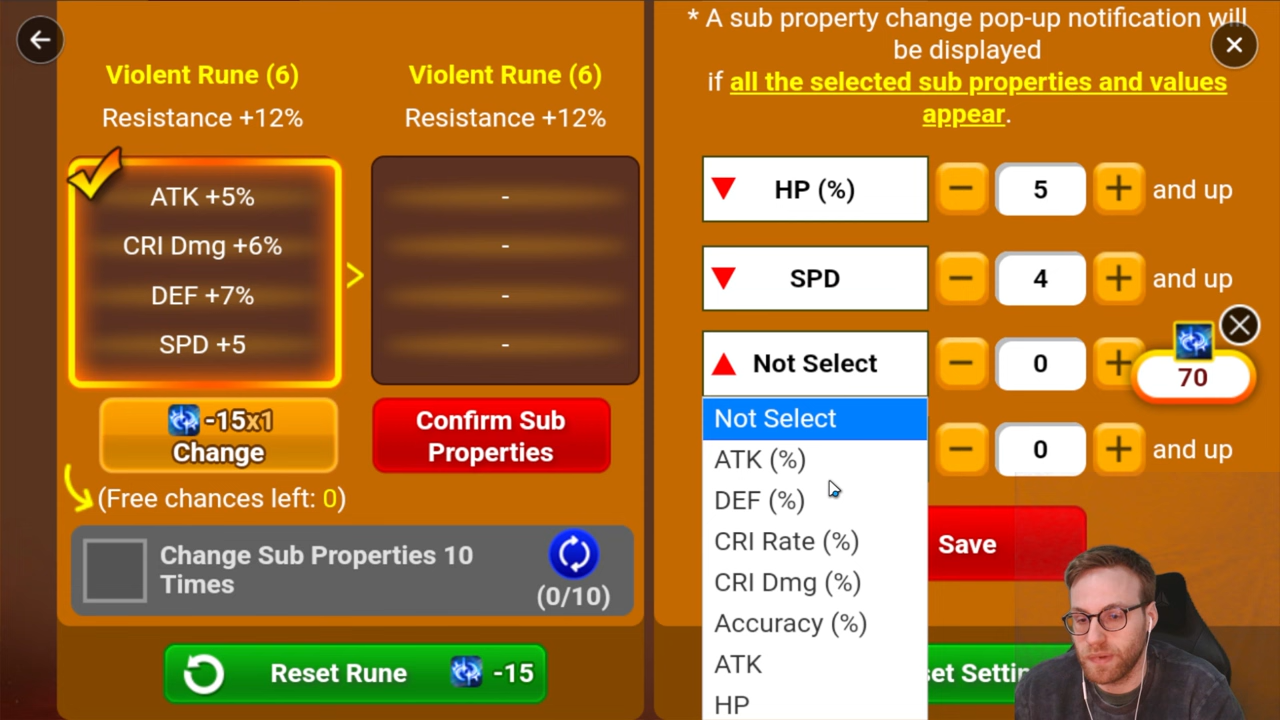 Violent Rune (6)
Resistance +12%
ATK +5%
CRI Dmg +6%
DEF +7%
SPD +5
-15x1
Change
(Free chances left: 0)
Violent Rune (6)
Resistance +12%
-
-
-
-
Confirm Sub
Properties
Change Sub Properties 10
Times
(0/10)
Reset Rune
-15
* A sub property change pop-up notification will
be displayed
if all the selected sub properties and values
appear.
HP (%) 5 and up
SPD 4 and up
Not Select 0
70
0 and up
Not Select
ATK (%)
DEF (%)
CRI Rate (%)
CRI Dmg (%)
Accuracy (%)
ATK
HP
Save